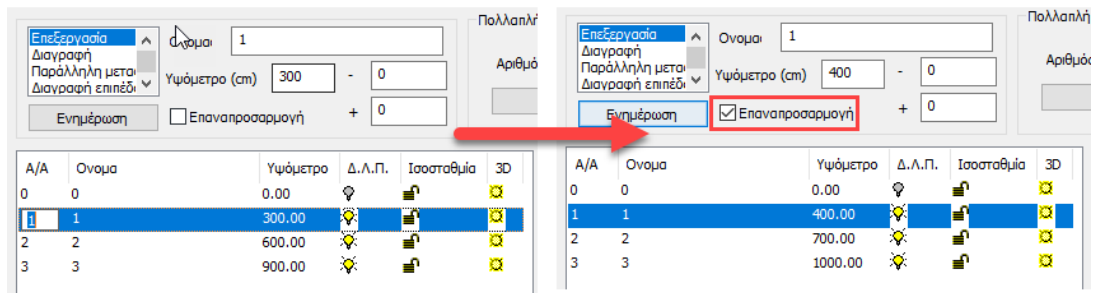 Πολλαπλή
Επεξεργασία
Διαγραφή
Παράλληλη μετα
Διαγραφή επιπέδ
Ονομα 1
Υψόμετρο (cm) 300 - 0
Αριθμό
Ενημέρωση
Επαναπροσαρμογή + 0
Α/Α Ονομα Υψόμετρο Δ.Λ.Π. Ισοσταθμία 3D
0 0 0.00
1 1 300.00
2 2 600.00
3 3 900.00
Πολλαπλή
Επεξεργασία
Διαγραφή
Παράλληλη μετα
Διαγραφή επιπέδ
Ονομα 1
Υψόμετρο (cm) 400 - 0
Αριθμός
Ενημέρωση
Επαναπροσαρμογή + 0
Α/Α Ονομα Υψόμετρο Δ.Λ.Π. Ισοσταθμία 3D
0 0 0.00
1 1 400.00
2 2 700.00
3 3 1000.00